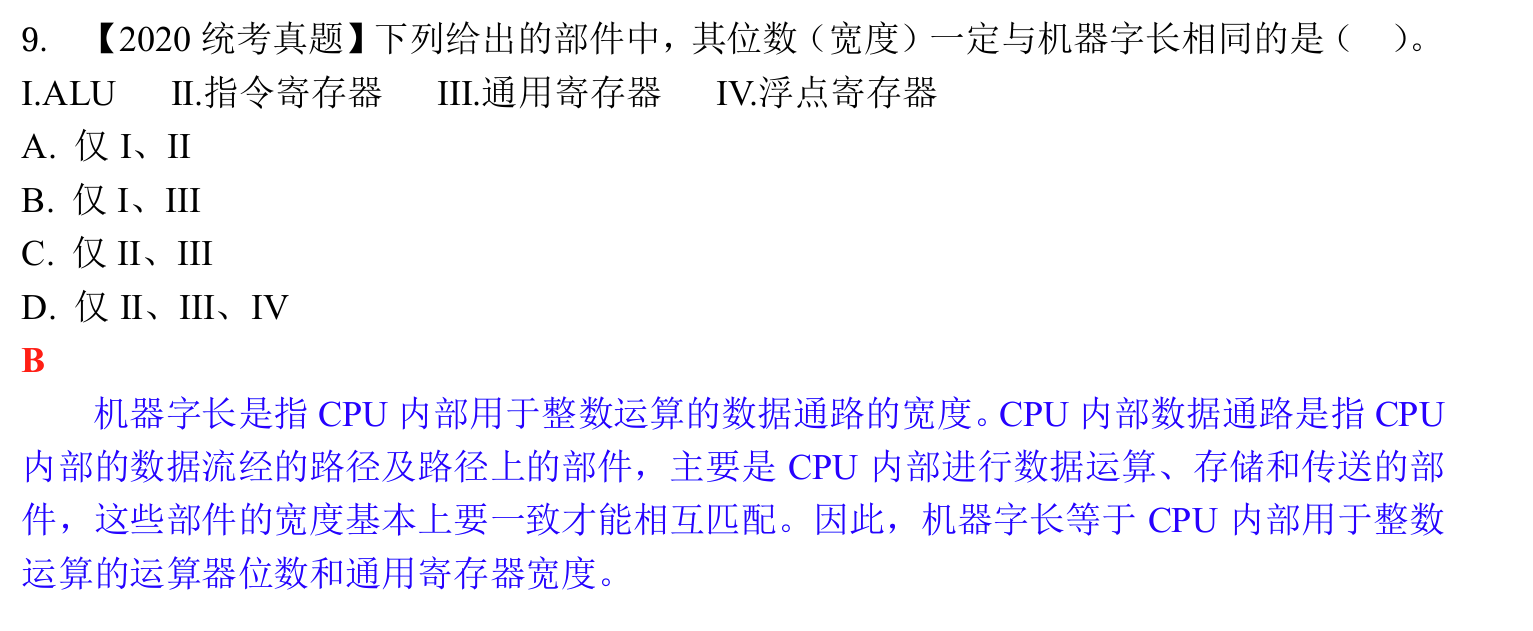 9. 【2020 统考真题】下列给出的部件中，其位数（宽度）一定与机器字长相同的是（ ）。
I.ALU II.指令寄存器 III.通用寄存器 IV.浮点寄存器
A. 仅 I、II
B. 仅 I、III
C. 仅 II、III
D. 仅 II、III、IV
B
机器字长是指 CPU 内部用于整数运算的数据通路的宽度。CPU 内部数据通路是指 CPU
内部的数据流经的路径及路径上的部件，主要是 CPU 内部进行数据运算、存储和传送的部
件，这些部件的宽度基本上要一致才能相互匹配。因此，机器字长等于 CPU 内部用于整数
运算的运算器位数和通用寄存器宽度。